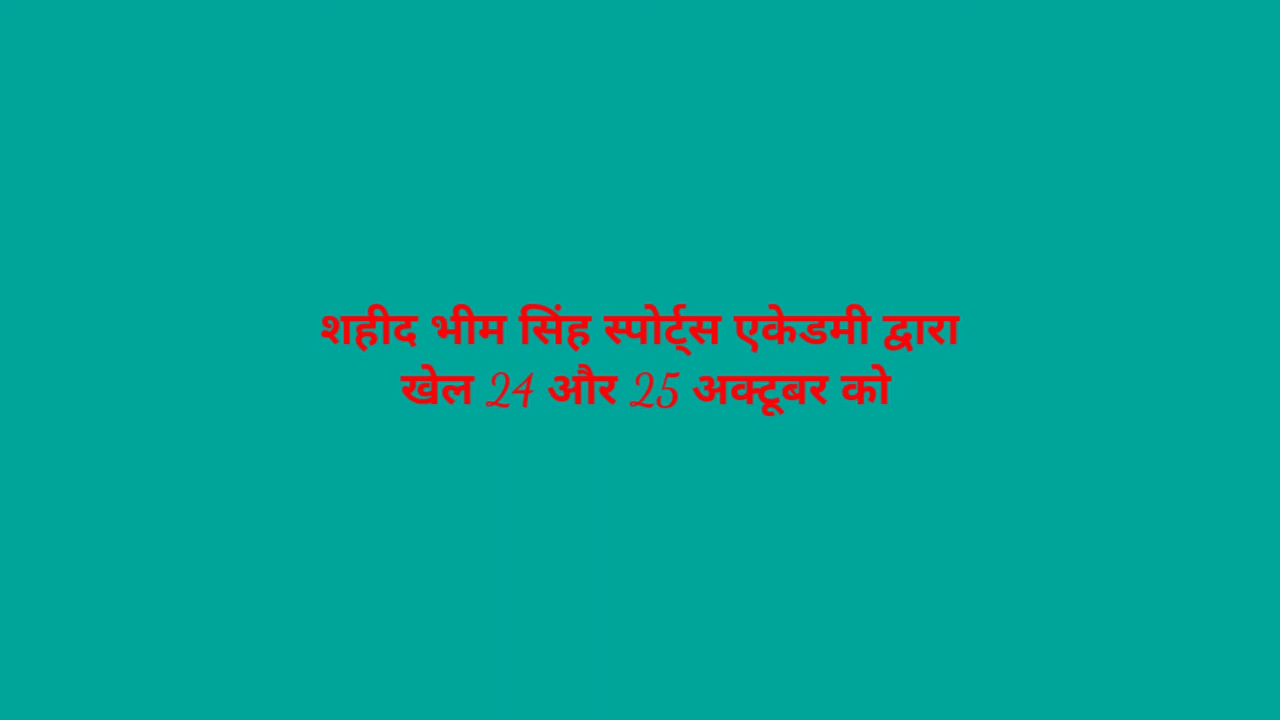 शहीद भीम सिंह स्पोर्ट्स एकेडमी द्वारा
खेल 24 और 25 अक्टूबर को